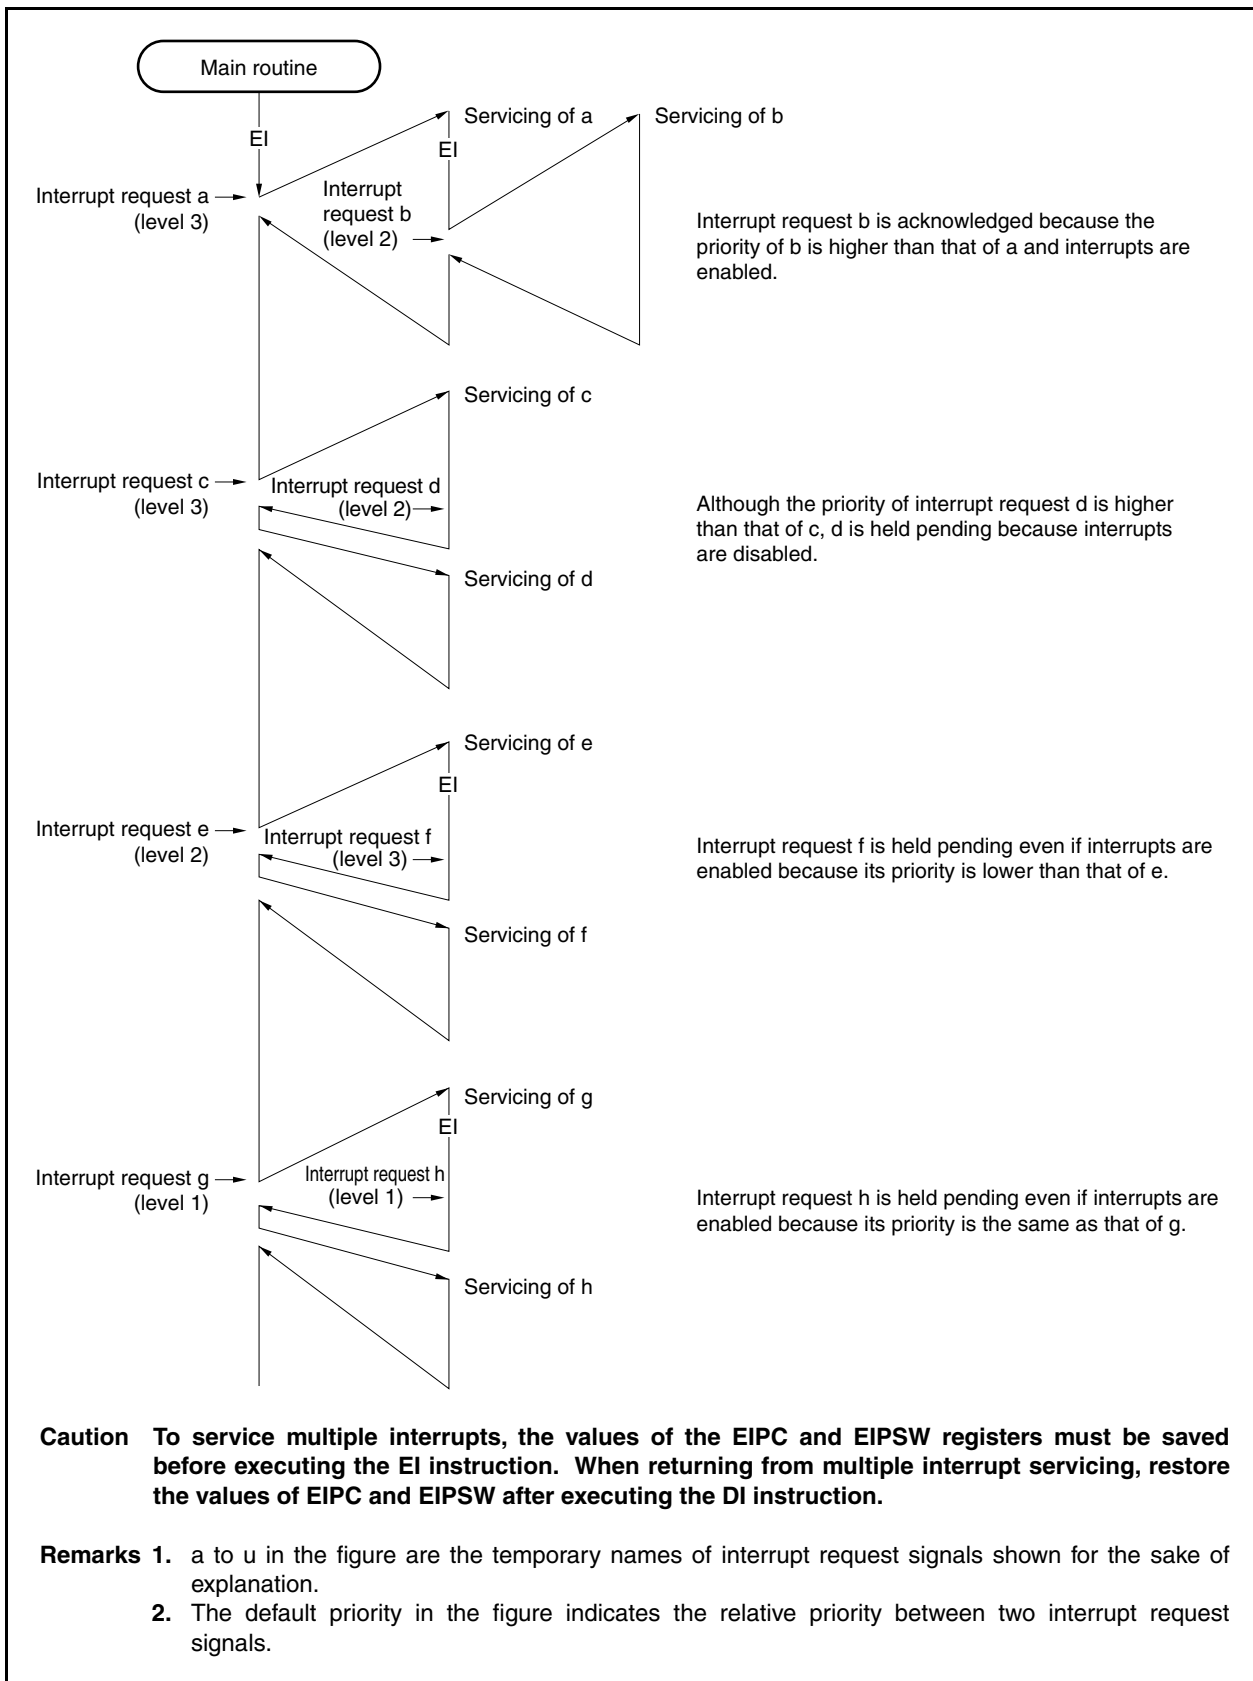 Main routine
EI
Servicing of a
Servicing of b
EI
Interrupt request a
(level 3)
Interrupt
request b
(level 2)
Interrupt request b is acknowledged because the
priority of b is higher than that of a and interrupts are
enabled.
Servicing of c
Interrupt request c
(level 3)
Interrupt request d
(level 2)
Although the priority of interrupt request d is higher
than that of c, d is held pending because interrupts
are disabled.
Servicing of d
Servicing of e
EI
Interrupt request e
(level 2)
Interrupt request f
(level 3)
Interrupt request f is held pending even if interrupts are
enabled because its priority is lower than that of e.
Servicing of f
Servicing of g
EI
Interrupt request g
(level 1)
Interrupt request h
(level 1)
Interrupt request h is held pending even if interrupts are
enabled because its priority is the same as that of g.
Servicing of h
Caution To service multiple interrupts, the values of the EIPC and EIPSW registers must be saved
before executing the EI instruction. When returning from multiple interrupt servicing, restore
the values of EIPC and EIPSW after executing the DI instruction.
Remarks 1. a to u in the figure are the temporary names of interrupt request signals shown for the sake of
explanation.
2. The default priority in the figure indicates the relative priority between two interrupt request
signals.